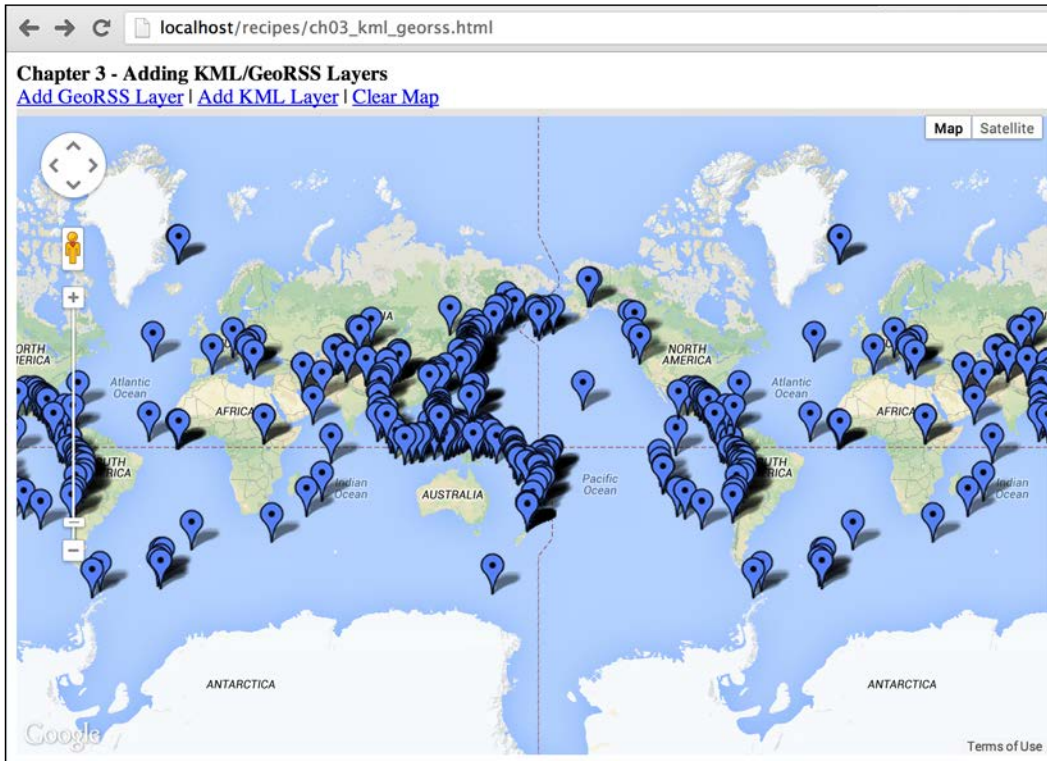 localhost/recipes/ch03_kml_georss.html
Chapter 3 - Adding KML/GeoRSS Layers
Add GeoRSS Layer | Add KML Layer | Clear Map
Map Satellite
NORTH AMERICA
Atlantic Ocean
AFRICA
Indian Ocean
AUSTRALIA
Pacific Ocean
NORTH AMERICA
Atlantic Ocean
AFRICA
Indian Ocean
ANTARCTICA
ANTARCTICA
Google
Terms of Use